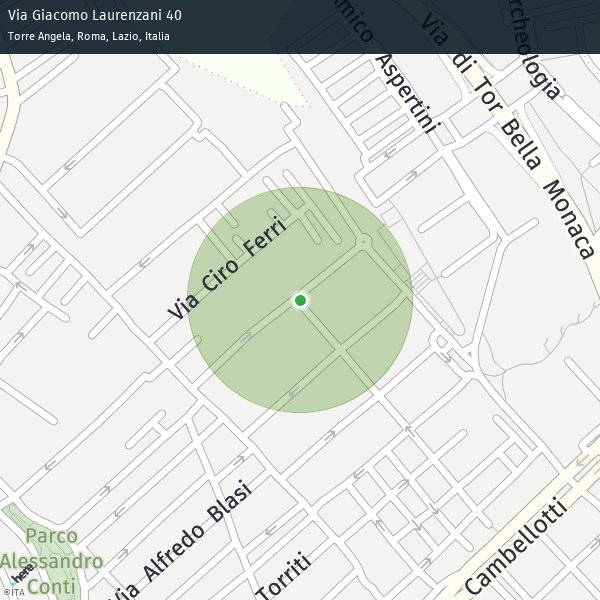 Via Giacomo Laurenzani 40
Torre Angela, Roma, Lazio, Italia
mico Aspertini
Via di Tor Bella Monaca
rcheologia
Via Ciro Ferri
Via Alfredo Blasi
Torriti
Cambellotti
Parco
Alessandro
Conti
here
©ITA